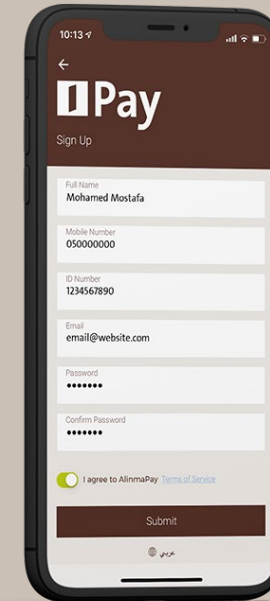 10:13
Pay
Sign Up
Full Name
Mohamed Mostafa
Mobile Number
050000000
ID Number
1234567890
Email
email@website.com
Password
•••••••
Confirm Password
•••••••
I agree to AlinmaPay Terms of Service
Submit
عربي